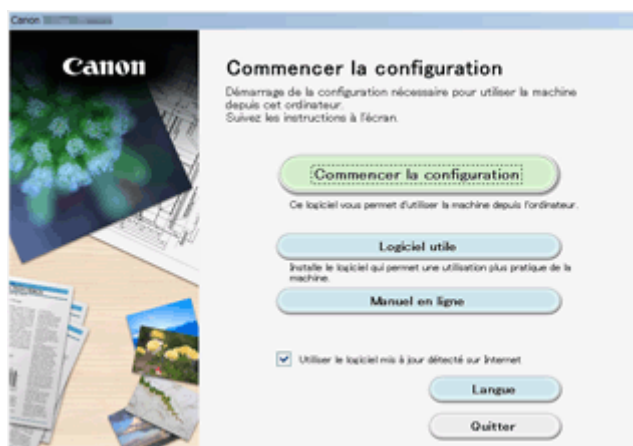 Canon
Canon
Commencer la configuration
Démarrage de la configuration nécessaire pour utiliser la machine
depuis cet ordinateur.
Suivez les instructions à l'écran.
Commencer la configuration
Ce logiciel vous permet d'utiliser la machine depuis l'ordinateur.
Logiciel utile
Installe le logiciel qui permet une utilisation plus pratique de la
machine.
Manuel en ligne
Utiliser le logiciel mis à jour détecté sur Internet
Langue
Quitter